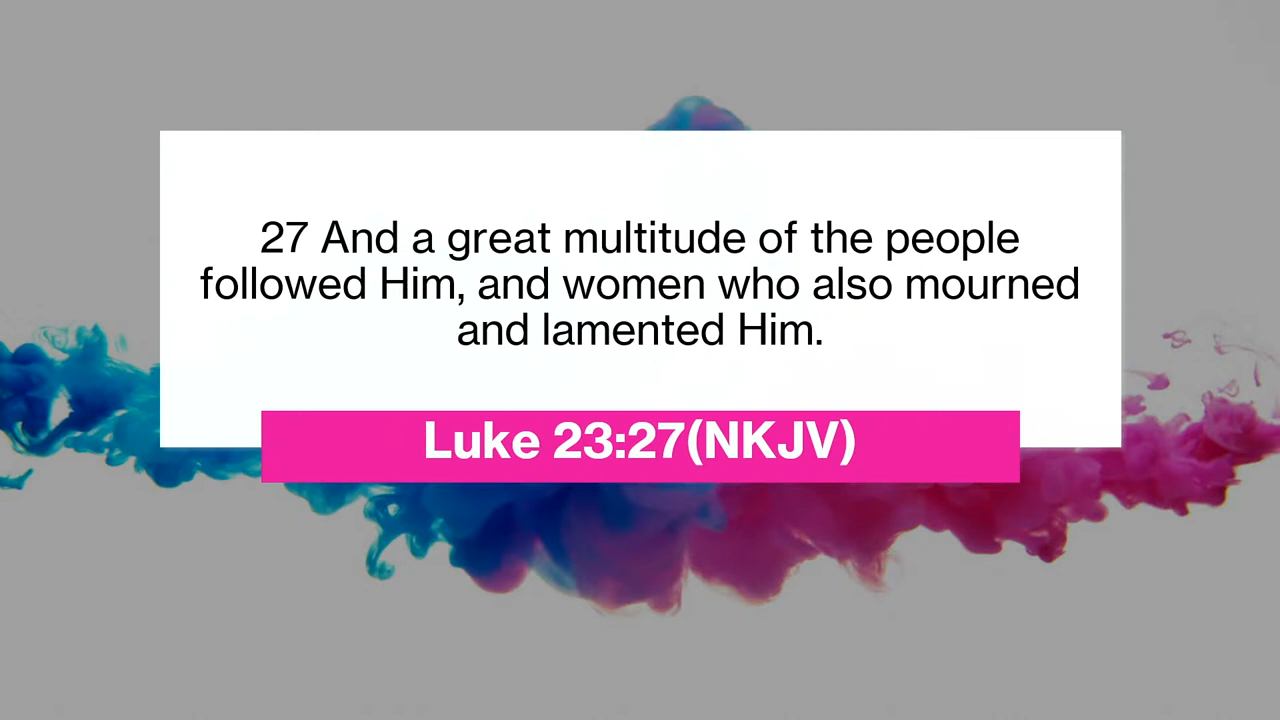 27 And a great multitude of the people
followed Him, and women who also mourned
and lamented Him.
Luke 23:27(NKJV)